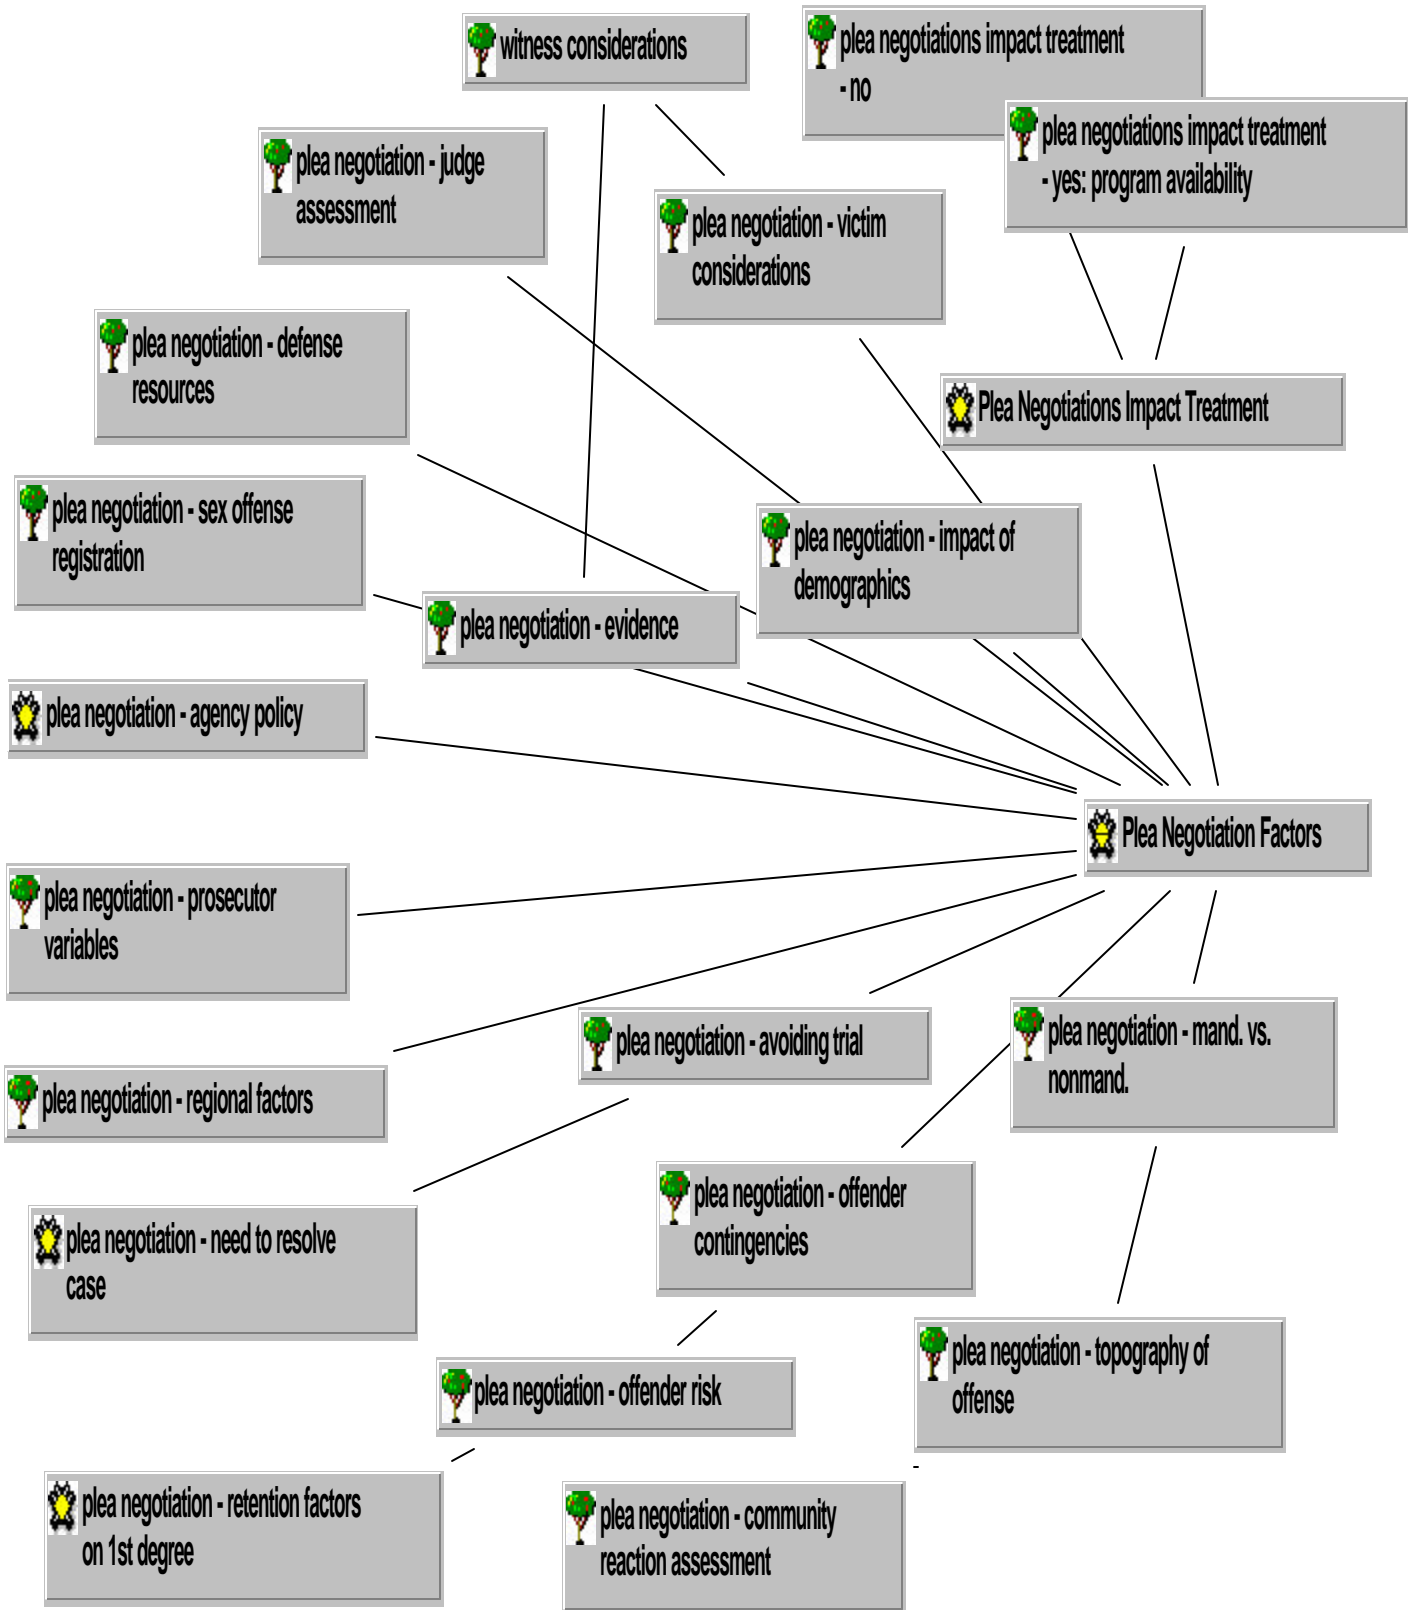 witness considerations
plea negotiations impact treatment
- no
plea negotiations impact treatment
- yes: program availability
plea negotiation - judge
assessment
plea negotiation - victim
considerations
plea negotiation - defense
resources
Plea Negotiations Impact Treatment
plea negotiation - sex offense
registration
plea negotiation - impact of
demographics
plea negotiation - evidence
plea negotiation - agency policy
Plea Negotiation Factors
plea negotiation - prosecutor
variables
plea negotiation - avoiding trial
plea negotiation - mand. vs.
nonmand.
plea negotiation - regional factors
plea negotiation - offender
contingencies
plea negotiation - need to resolve
case
plea negotiation - topography of
offense
plea negotiation - offender risk
plea negotiation - retention factors
on 1st degree
plea negotiation - community
reaction assessment